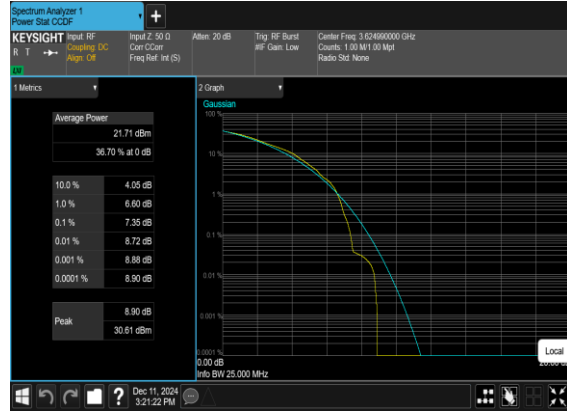 Spectrum Analyzer 1
Power Stat CCDF
KEYSIGHT
R T
LXI
Input: RF
Coupling: DC
Align: Off
Input Z: 50 Ω
Corr CCorr
Freq Ref: Int (S)
Atten: 20 dB
Trig: RF Burst
#IF Gain: Low
Center Freq: 3.624990000 GHz
Counts: 1.00 M/1.00 Mpt
Radio Std: None
1 Metrics
Average Power
21.71 dBm
36.70 % at 0 dB
10.0 % 4.05 dB
1.0 % 6.60 dB
0.1 % 7.35 dB
0.01 % 8.72 dB
0.001 % 8.88 dB
0.0001 % 8.90 dB
Peak 8.90 dB
30.61 dBm
2 Graph
Gaussian
100 %
10 %
1 %
0.1 %
0.01 %
0.001 %
0.0001 %
0.00 dB
Info BW 25.000 MHz
Local
?
Dec 11, 2024
3:21:22 PM